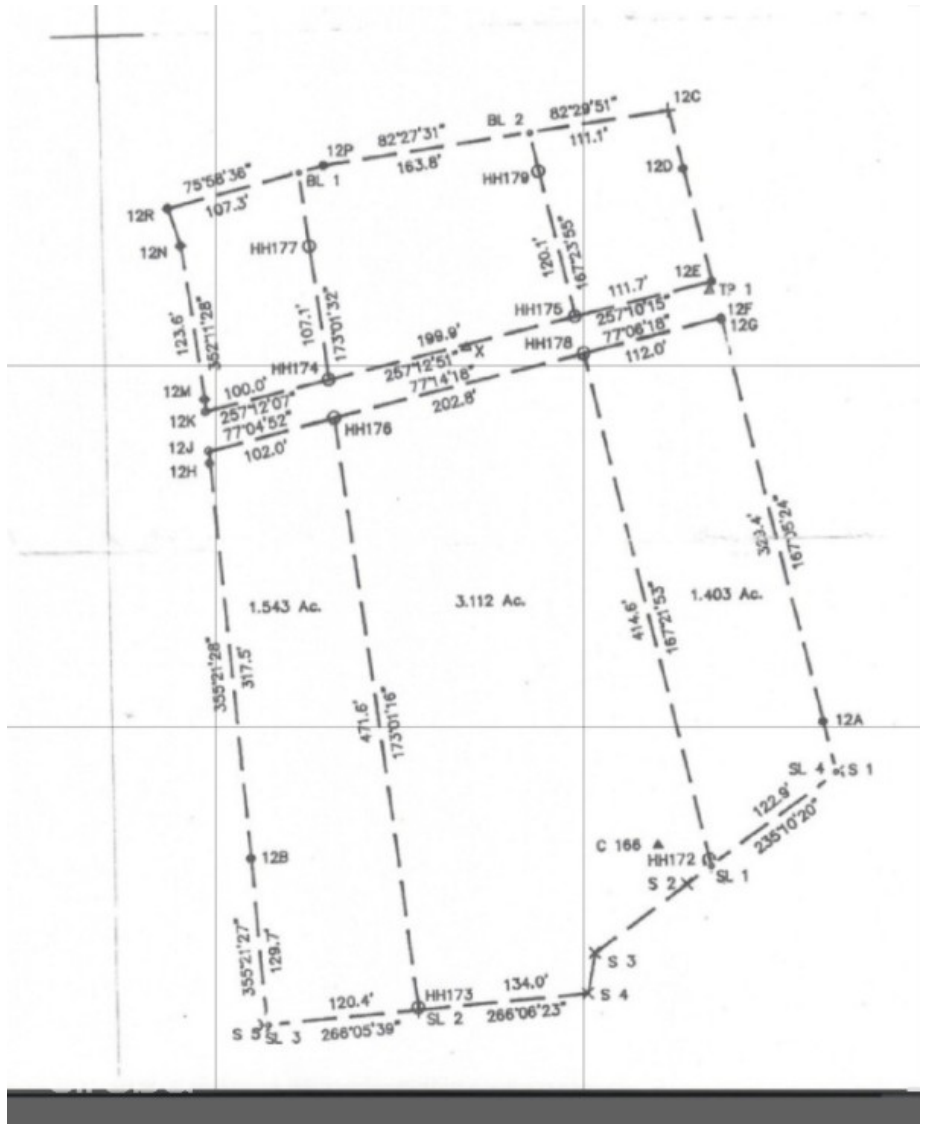 12C
82°29'51"
BL 2
111.1'
82°27'31"
12P
163.8'
12D
75°58'36"
BL 1
HH179
107.3'
12R
12N
HH177
120.1'
167°23'55"
12E
TP 1
111.7'
257°10'15"
123.6'
352°11'28"
107.1'
173°01'32"
HH175
12F
12G
199.9'
X
257°12'51"
HH178
77°06'18"
112.0'
HH174
12M
100.0'
257°12'07"
77°14'18"
202.8'
12K
77°04'52"
HH176
12J
102.0'
12H
329.4'
167°35'24"
1.543 Ac.
3.112 Ac.
1.403 Ac.
414.6'
167°21'53"
355°21'28"
317.5'
471.6'
173°01'16"
12A
SL 4
S 1
122.9'
235°10'20"
C 166
HH172
12B
SL 1
S 2
355°21'27"
129.7'
S 3
134.0'
HH173
S 4
120.4'
SL 2
266°06'23"
S 5
SL 3
266°05'39"